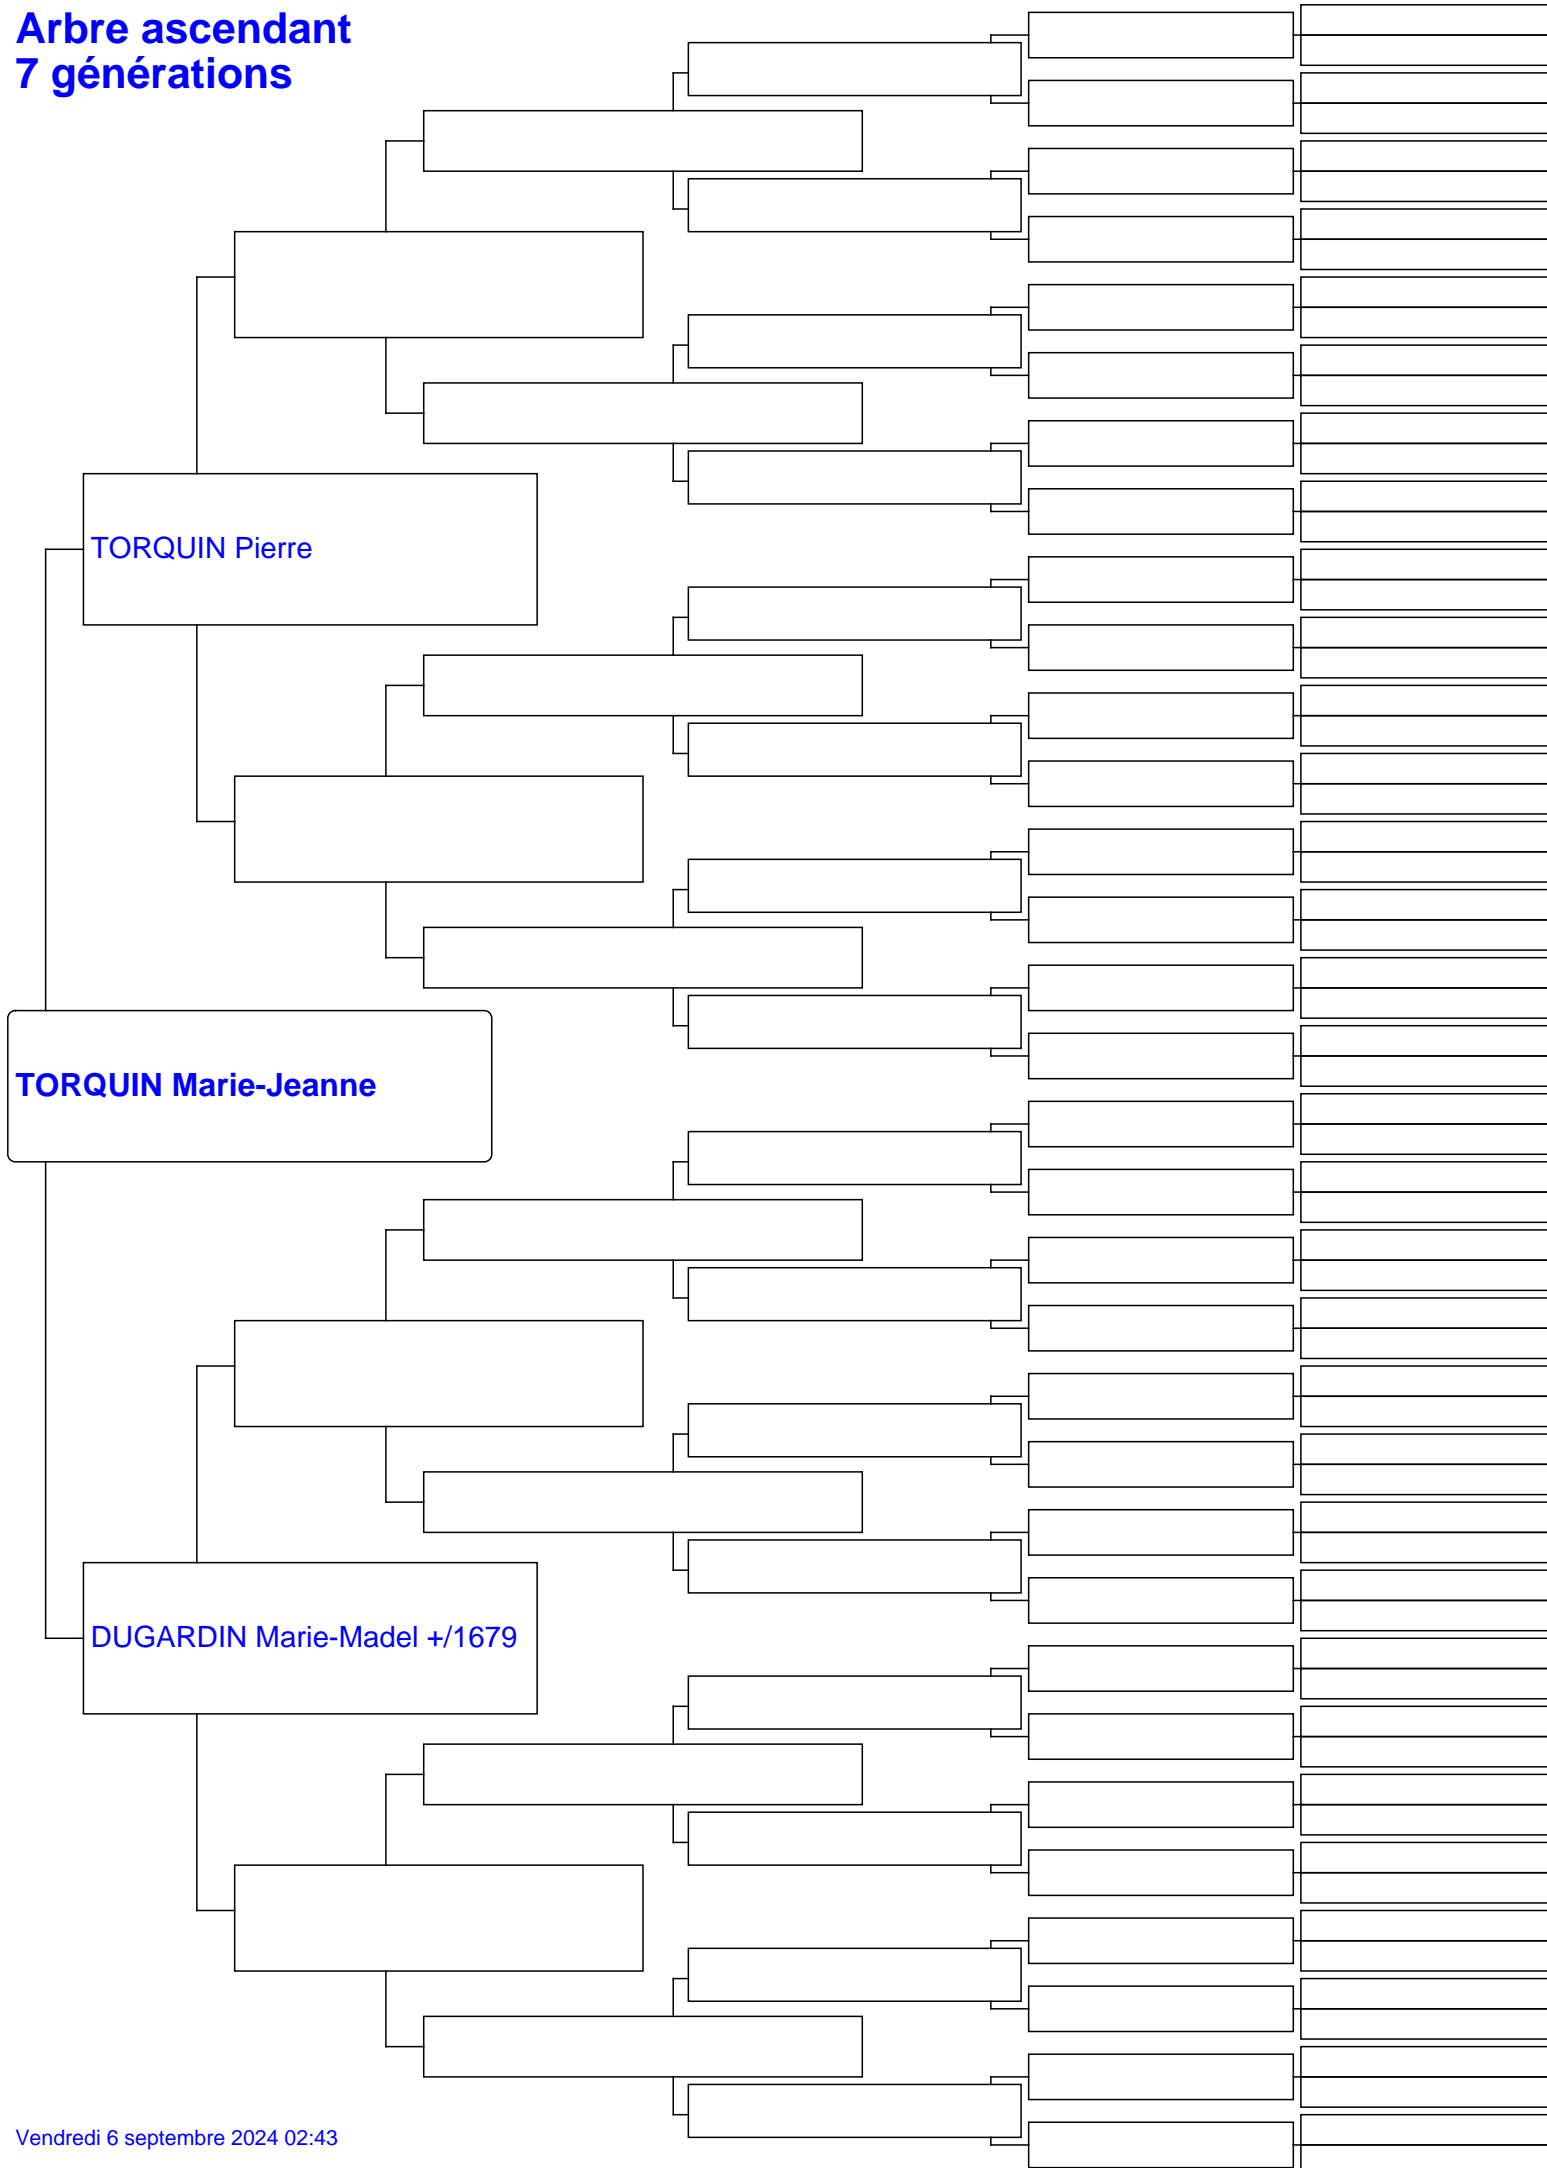 Arbre ascendant
7 générations
TORQUIN Pierre
TORQUIN Marie-Jeanne
DUGARDIN Marie-Madel +/1679
Vendredi 6 septembre 2024 02:43